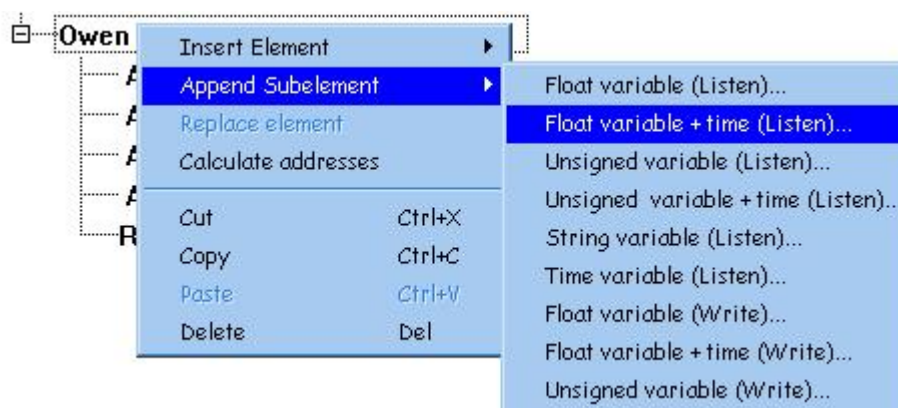 Owen
Insert Element
Append Subelement
Replace element
Calculate addresses
Cut Ctrl+X
Copy Ctrl+C
Paste Ctrl+V
Delete Del
Float variable (Listen)...
Float variable + time (Listen)...
Unsigned variable (Listen)...
Unsigned variable + time (Listen)..
String variable (Listen)...
Time variable (Listen)...
Float variable (Write)...
Float variable + time (Write)...
Unsigned variable (Write)...